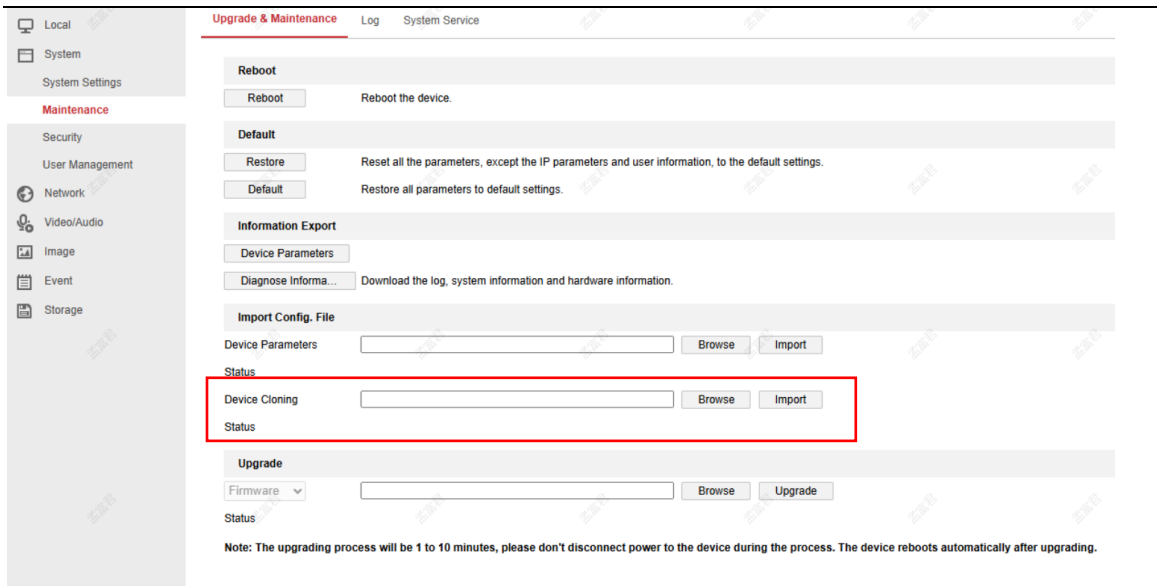 Upgrade & Maintenance Log System Service
Local
System
System Settings
Maintenance
Security
User Management
Network
Video/Audio
Image
Event
Storage
Reboot
Reboot Reboot the device.
Default
Restore Reset all the parameters, except the IP parameters and user information, to the default settings.
Default Restore all parameters to default settings.
Information Export
Device Parameters
Diagnose Informa... Download the log, system information and hardware information.
Import Config. File
Device Parameters Browse Import
Status
Device Cloning Browse Import
Status
Upgrade
Firmware Browse Upgrade
Status
Note: The upgrading process will be 1 to 10 minutes, please don't disconnect power to the device during the process. The device reboots automatically after upgrading.